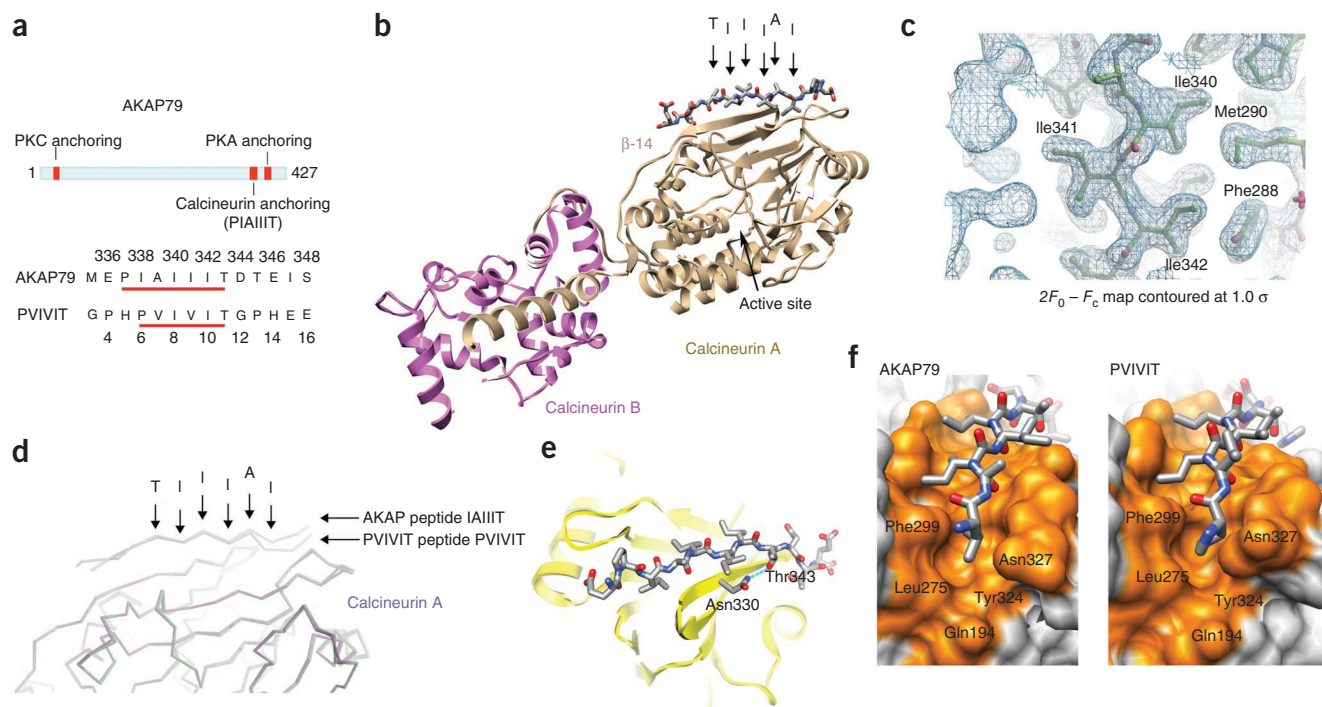 a
AKAP79
PKC anchoring PKA anchoring
1 427
Calcineurin anchoring
(PIAIIIT)
336 338 340 342 344 346 348
AKAP79 M E P I A I I I T D T E I S
PVIVIT G P H P V I V I T G P H E E
4 6 8 10 12 14 16
b
T I I I A I
β-14
Active site
Calcineurin A
Calcineurin B
c
Ile340
Met290
Ile341
Phe288
Ile342
2F0 – Fc map contoured at 1.0 σ
d
T I I I A I
AKAP peptide IAIIIT
PVIVIT peptide PVIVIT
Calcineurin A
e
Thr343
Asn330
f
AKAP79 PVIVIT
Phe299 Asn327
Leu275 Tyr324
Gln194
Phe299 Asn327
Leu275 Tyr324
Gln194